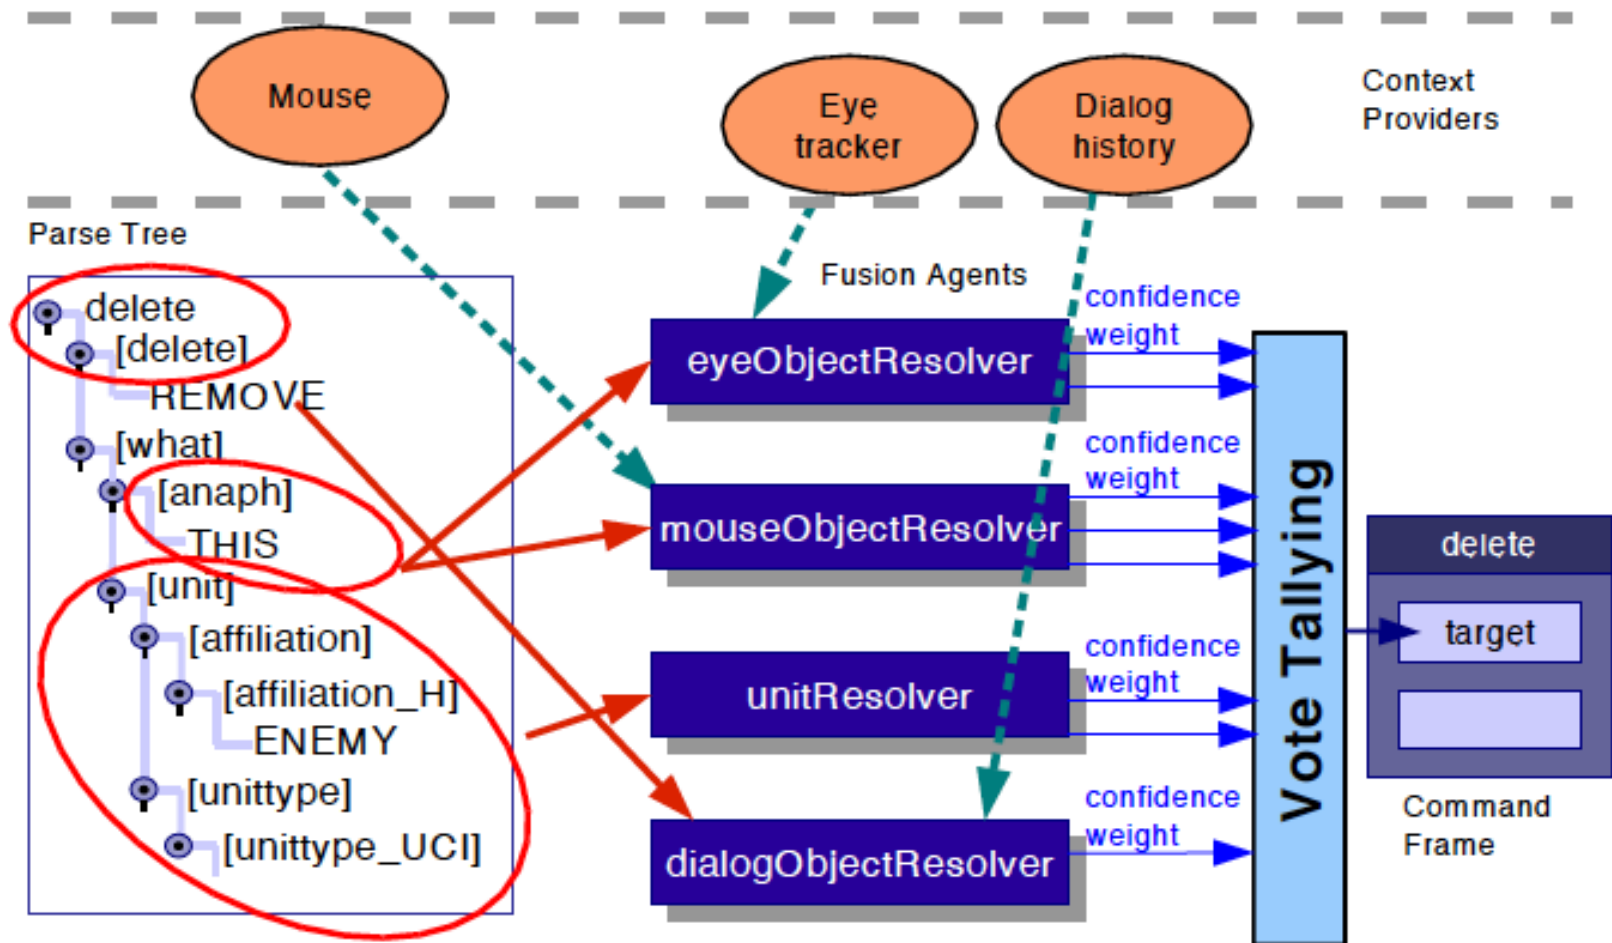 Mouse
Eye
tracker
Dialog
history
Context
Providers
Parse Tree
delete
[delete]
REMOVE
[what]
[anaph]
THIS
[unit]
[affiliation]
[affiliation_H]
ENEMY
[unittype]
[unittype_UCI]
Fusion Agents
eyeObjectResolver
confidence
weight
mouseObjectResolver
confidence
weight
unitResolver
confidence
weight
dialogObjectResolver
confidence
weight
Vote Tallying
delete
target
Command
Frame